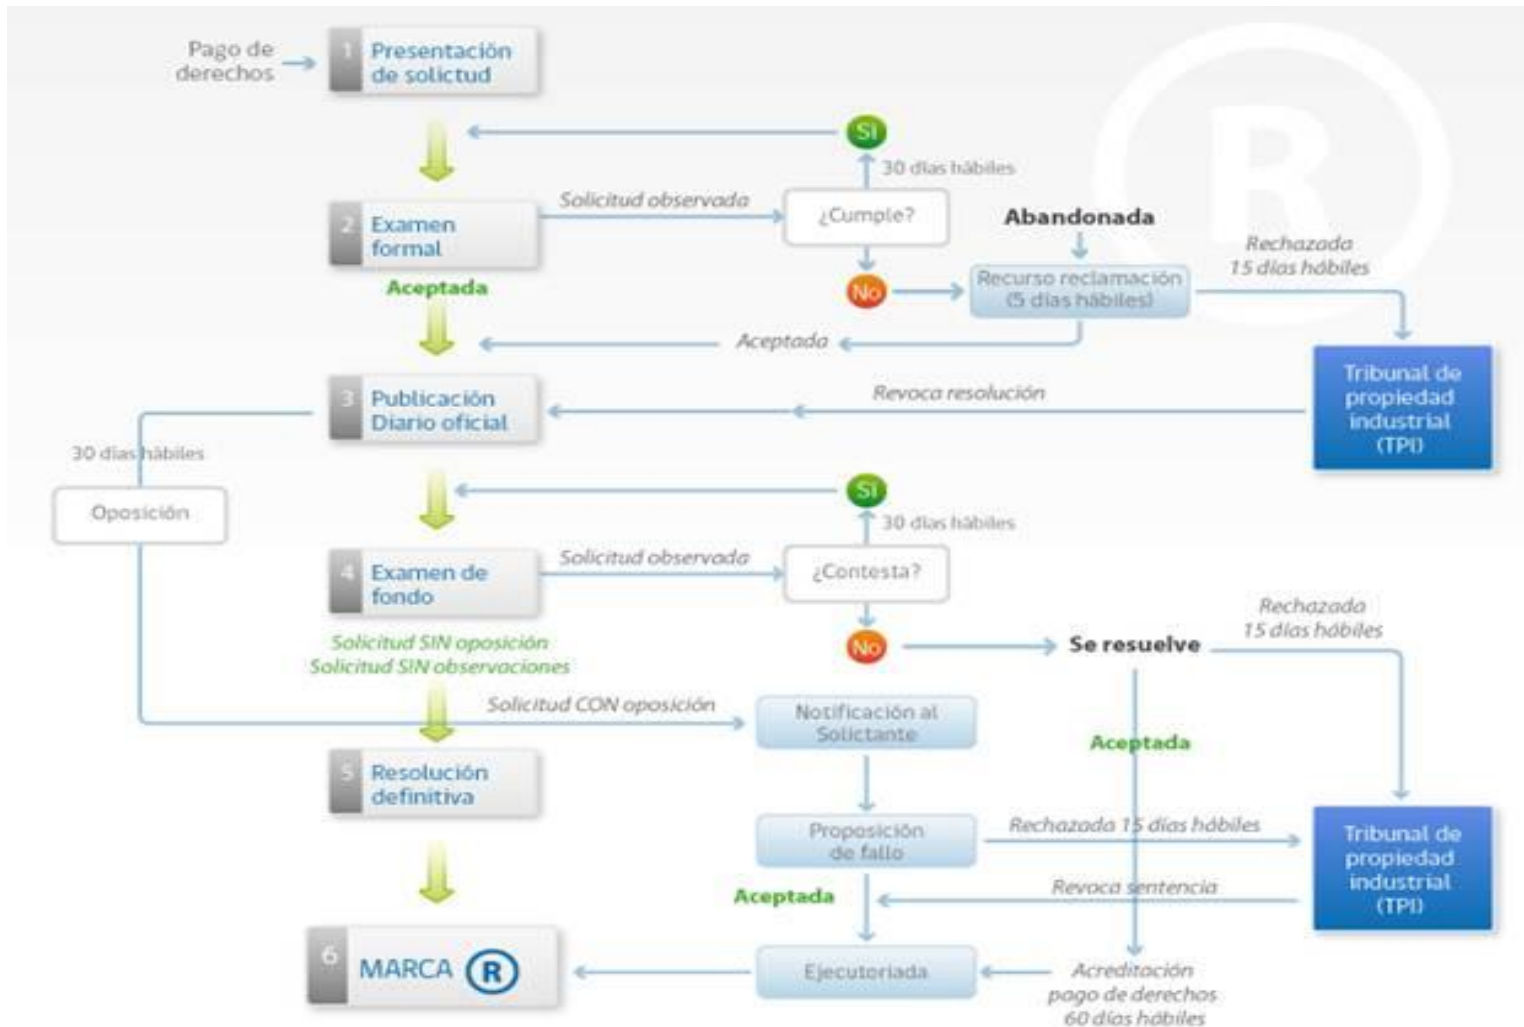 Pago de
derechos
1 Presentación
de solictud
Si
30 días hábiles
2 Examen
formal
Solicitud observada
¿Cumple?
Abandonada
Rechazada
15 días hábiles
Aceptada
No
Recurso reclamación
(5 días hábiles)
Aceptada
3 Publicación
Diario oficial
Revoca resolución
Tribunal de
propiedad
industrial
(TPI)
30 días hábiles
Oposición
Si
30 días hábiles
4 Examen de
fondo
Solicitud observada
¿Contesta?
Rechazada
15 días hábiles
Solicitud SIN oposición
Solicitud SIN observaciones
No
Se resuelve
Solicitud CON oposición
Notificación al
Solictante
Aceptada
5 Resolución
definitiva
Proposición
de fallo
Rechazada 15 días hábiles
Tribunal de
propiedad
industrial
(TPI)
Aceptada
Revoca sentencia
6 MARCA ®
Ejecutoriada
Acreditación
pago de derechos
60 días hábiles
R